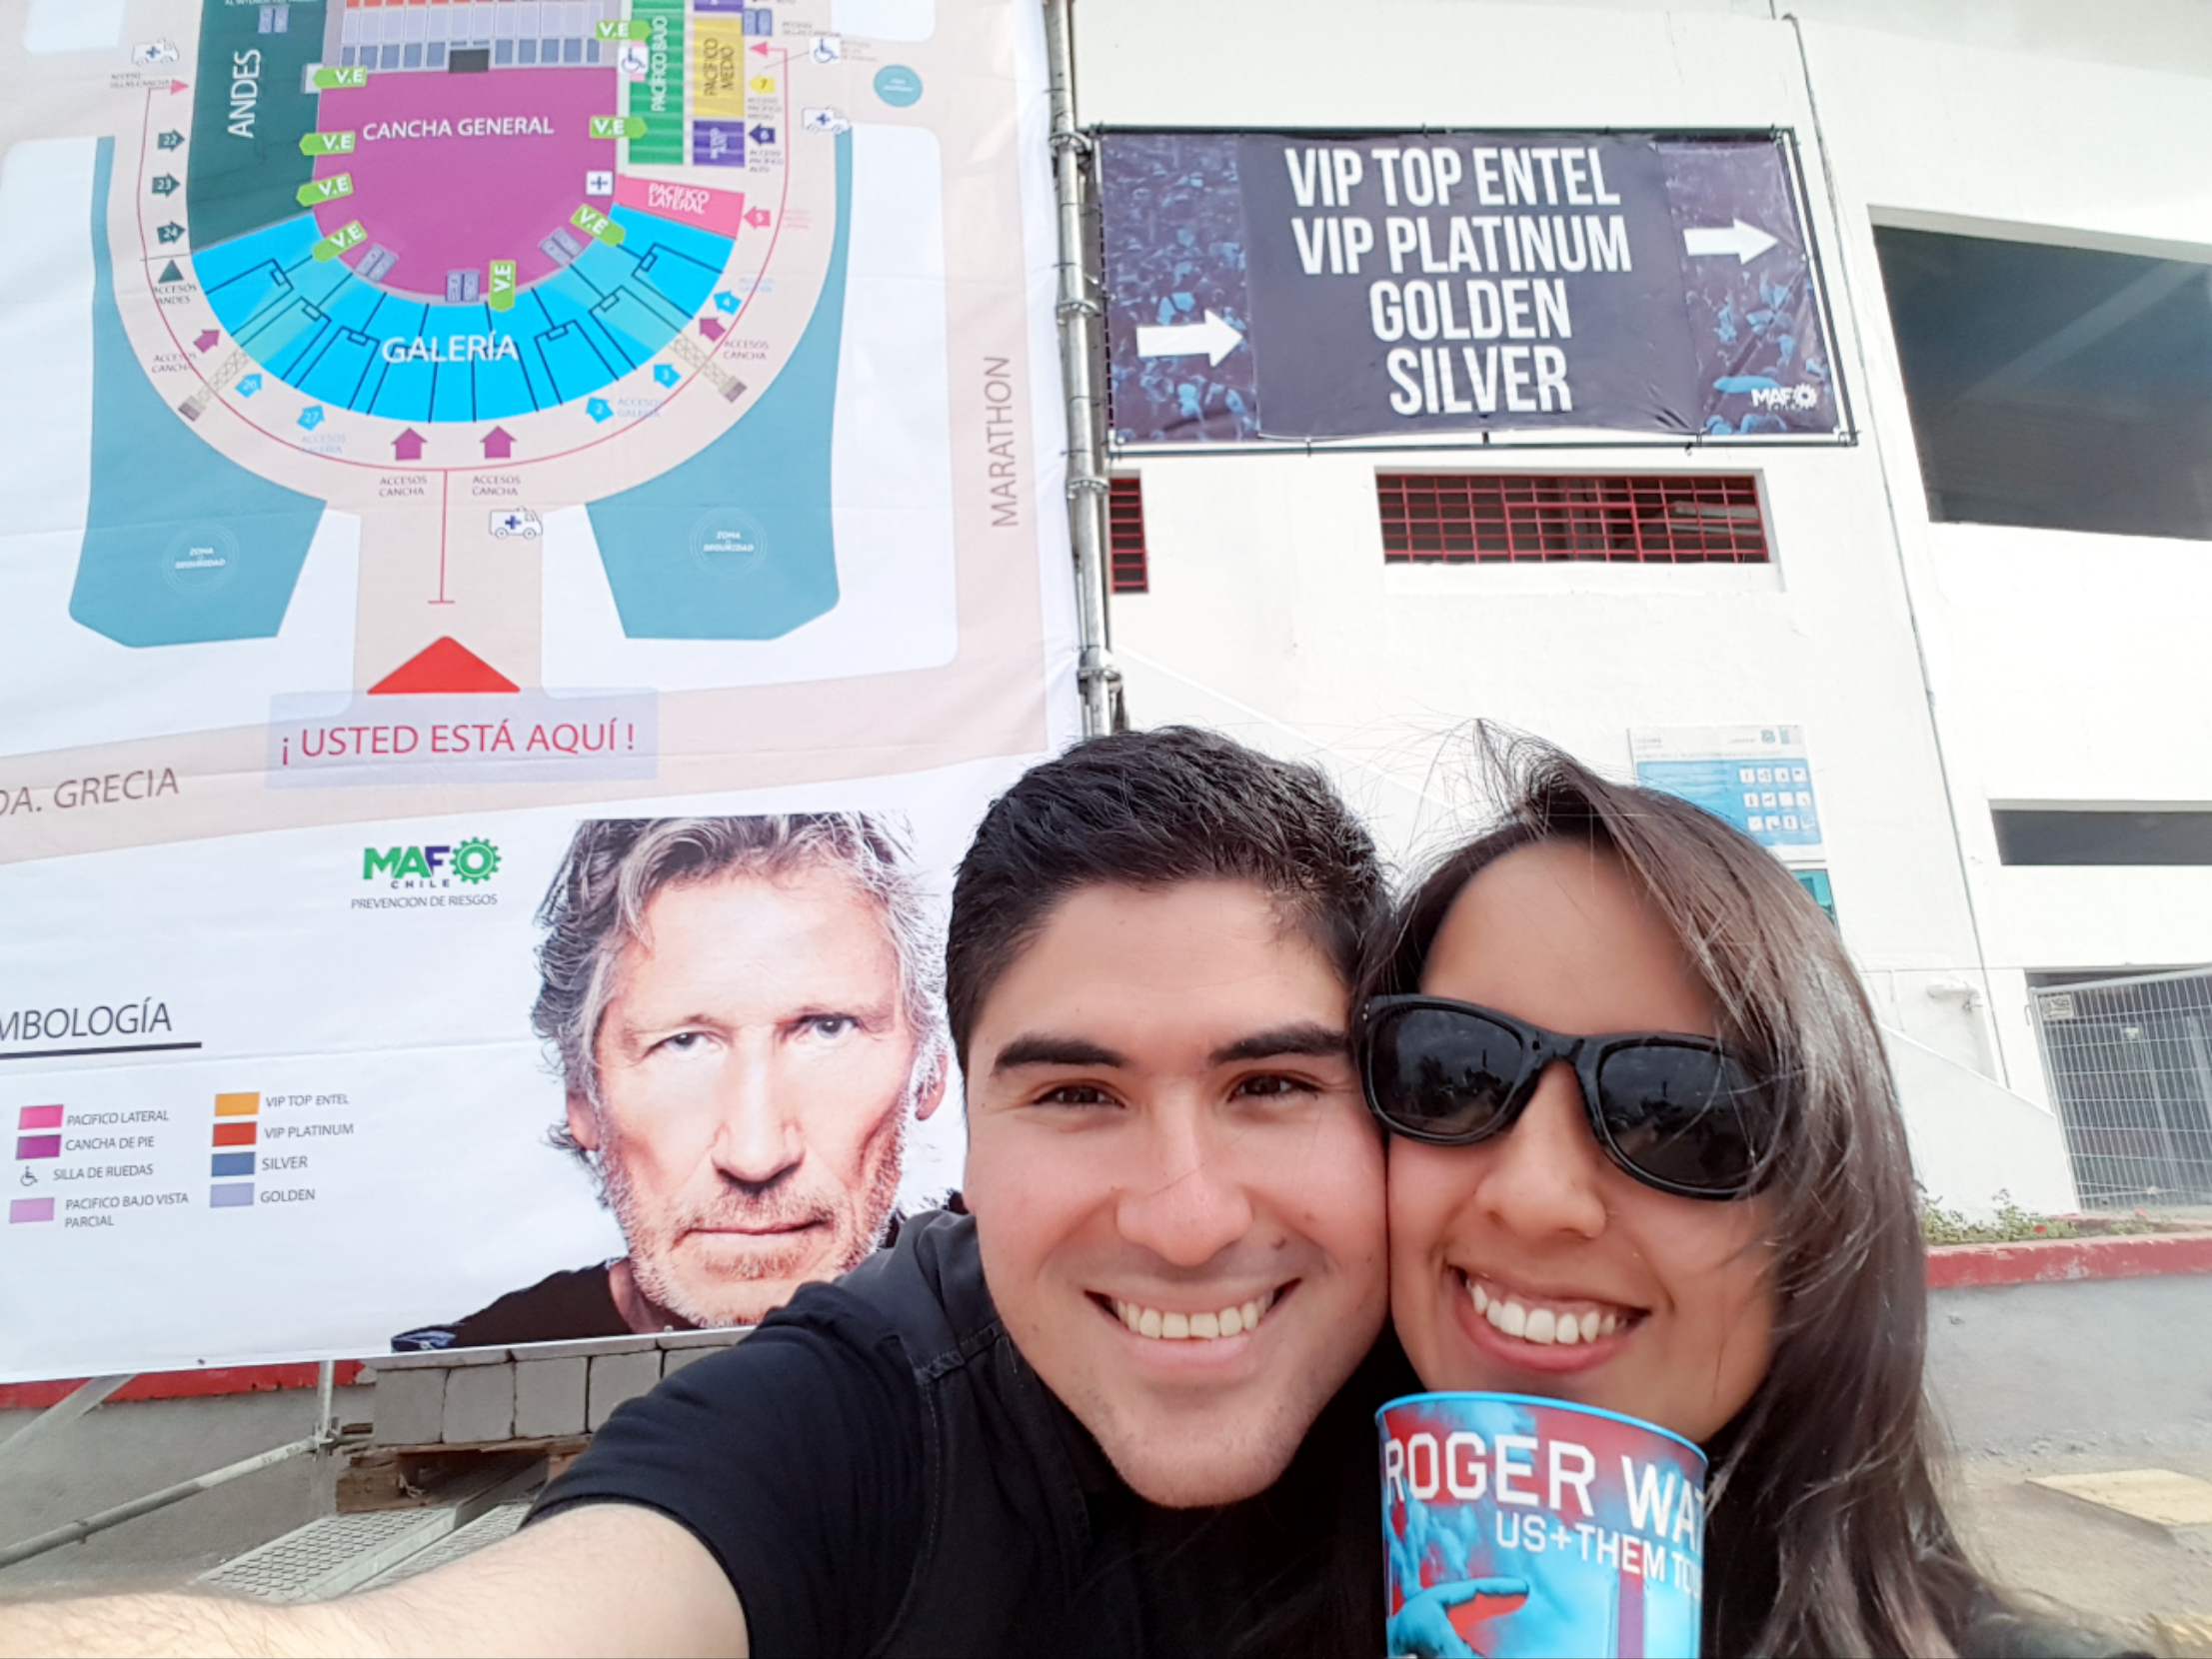 ANDES
V.E
V.E
V.E
V.E
V.E
V.E
V.E
V.E
CANCHA GENERAL
PACIFICO BAJO
PACIFICO
MEDIO
7
6
PACIFICO
LATERAL
5
22
23
24
ACCESOS
ANDES
GALERÍA
ACCESOS
CANCHA
ACCESOS
CANCHA
4
3
2
26
27
ACCESOS
GALERIA
ACCESOS
GALERIA
ACCESOS
CANCHA
ACCESOS
CANCHA
ZONA
SEGURIDAD
ZONA
SEGURIDAD
MARATHON
¡ USTED ESTÁ AQUÍ !
DA. GRECIA
MAFO
CHILE
PREVENCION DE RIESGOS
MBOLOGÍA
PACIFICO LATERAL
CANCHA DE PIE
SILLA DE RUEDAS
PACIFICO BAJO VISTA
PARCIAL
VIP TOP ENTEL
VIP PLATINUM
SILVER
GOLDEN
VIP TOP ENTEL
VIP PLATINUM
GOLDEN
SILVER
MAFO
ROGER WAT
US+THEM TO